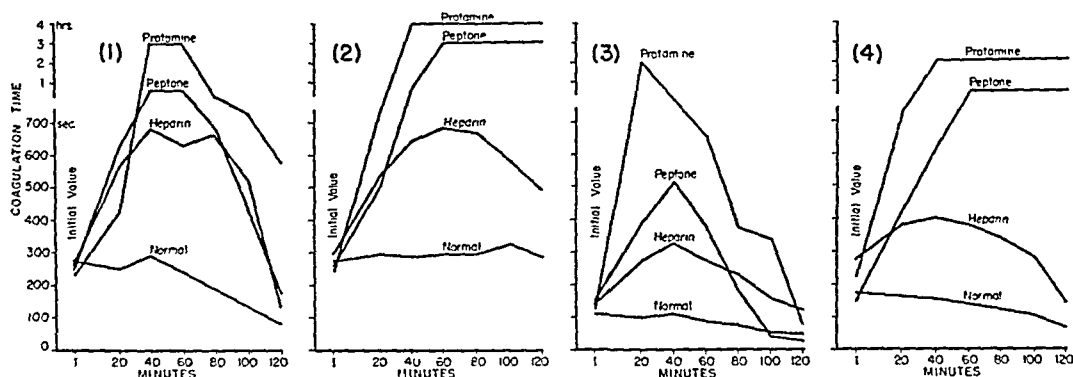 COAGULATION TIME
4 hrs.
3
2
1
sec.
700
600
500
400
300
200
100
0
(1)
Protamine
Peptone
Heparin
Normal
Initial Value
1 20 40 60 80 100 120
MINUTES
(2)
Protamine
Peptone
Heparin
Normal
Initial Value
1 20 40 60 80 100 120
MINUTES
(3)
Protamine
Peptone
Heparin
Normal
Initial Value
1 20 40 60 80 100 120
MINUTES
(4)
Protamine
Peptone
Heparin
Normal
Initial Value
1 20 40 60 80 100 120
MINUTES